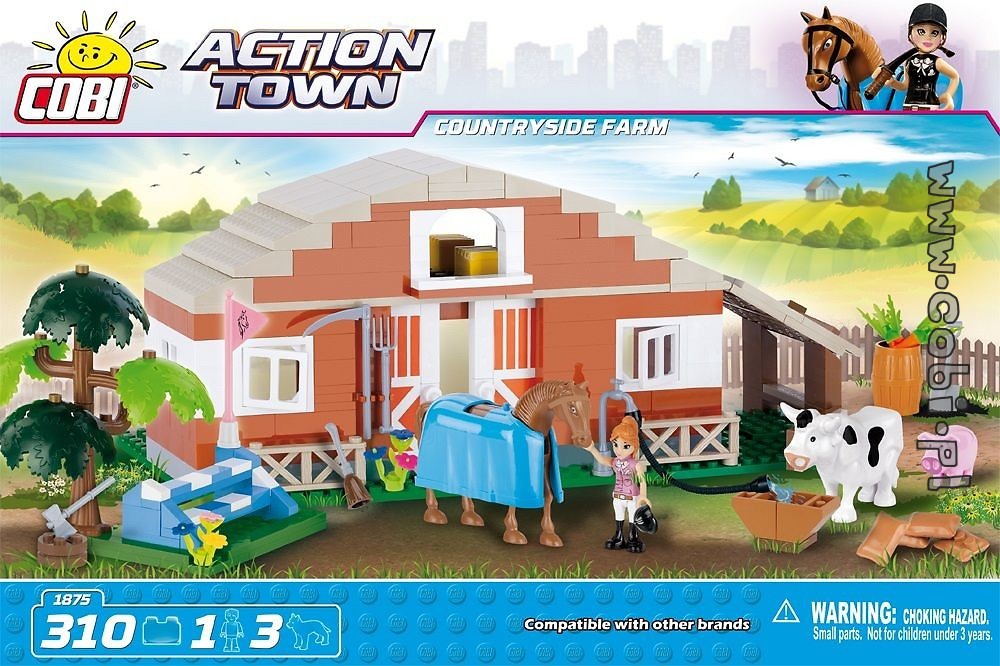 COBI®
ACTION
TOWN
COUNTRYSIDE FARM
www.cobi.pl
1875
310 1 3
Compatible with other brands
WARNING: CHOKING HAZARD.
Small parts. Not for children under 3 years.